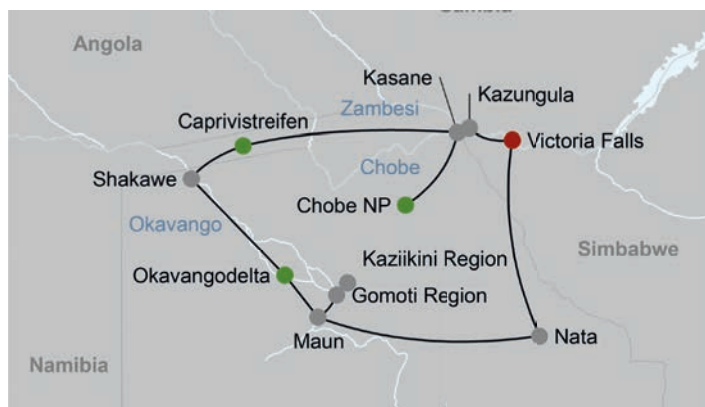 Angola
Kasane
Kazungula
Zambesi
Caprivistreifen
Victoria Falls
Chobe
Shakawe
Chobe NP
Okavango
Simbabwe
Kaziikini Region
Okavangodelta
Gomoti Region
Maun
Nata
Namibia